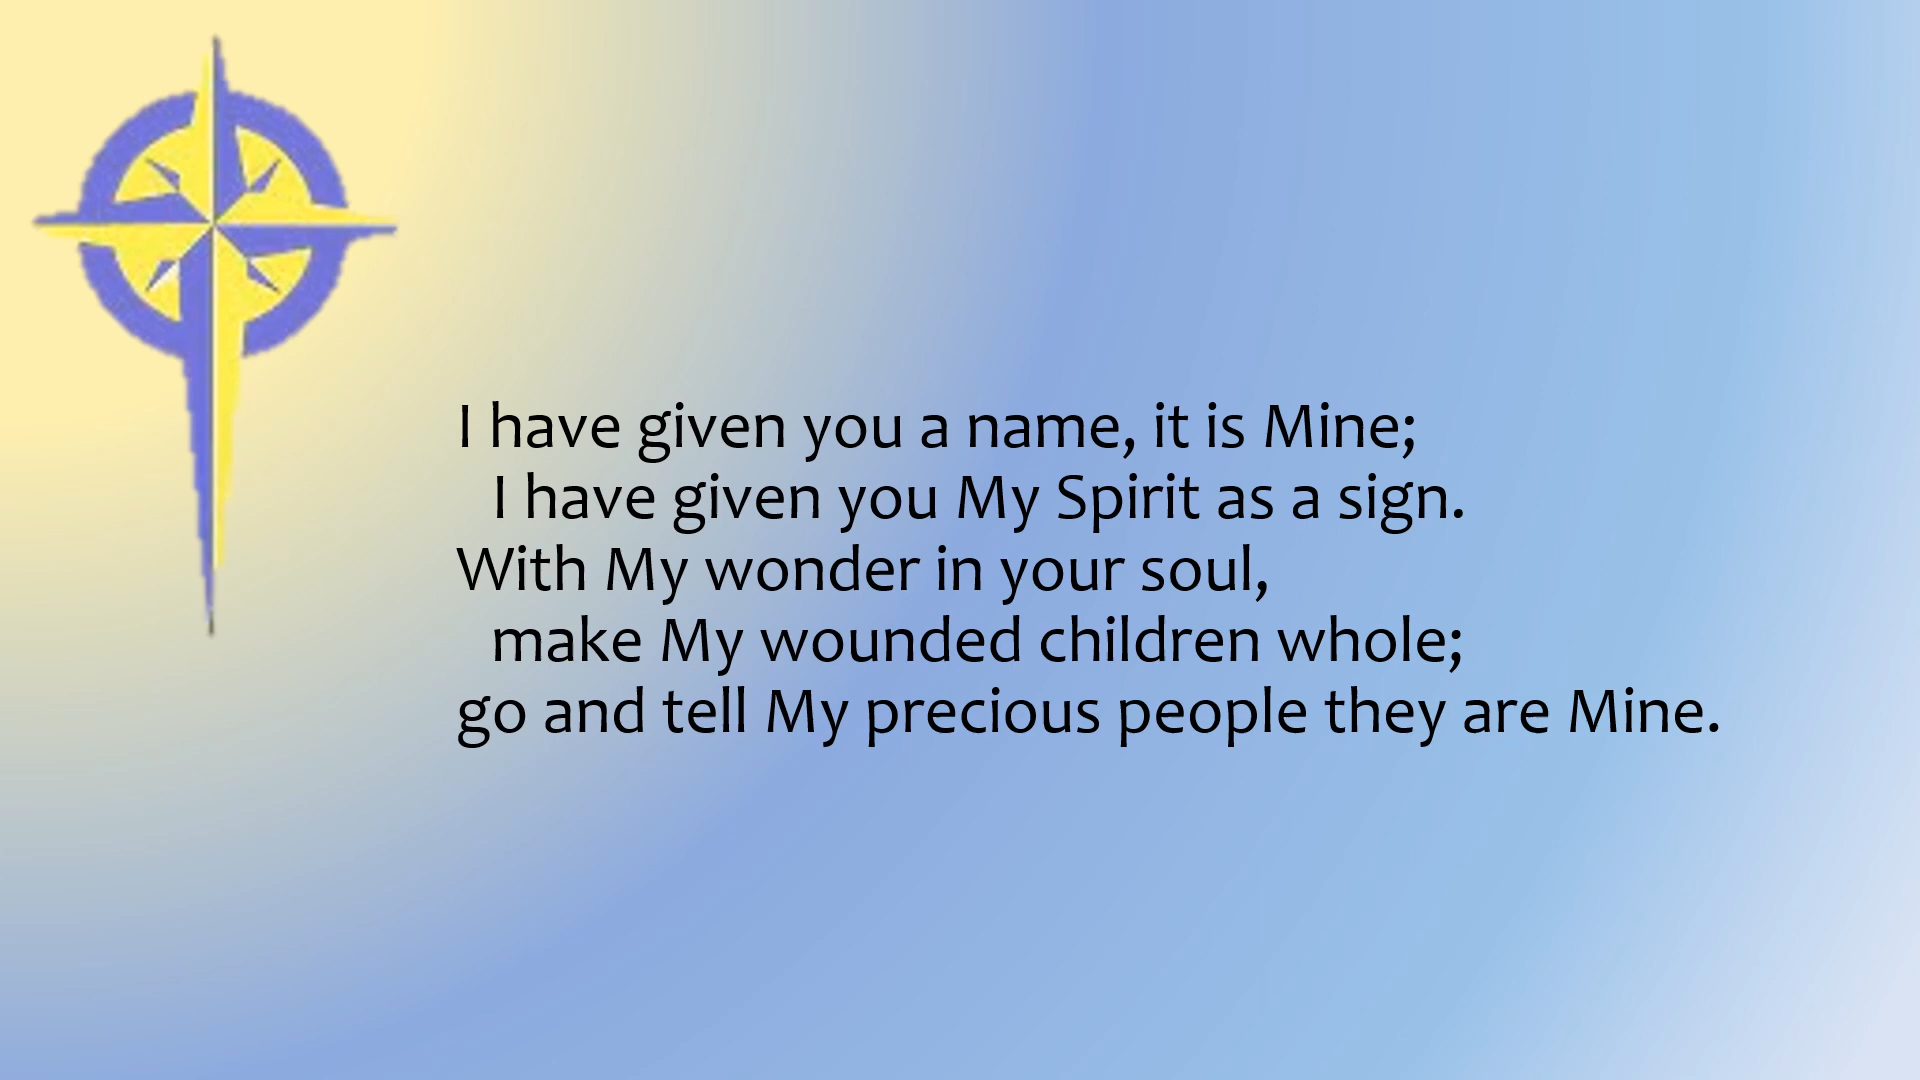 I have given you a name, it is Mine;
I have given you My Spirit as a sign.
With My wonder in your soul,
make My wounded children whole;
go and tell My precious people they are Mine.